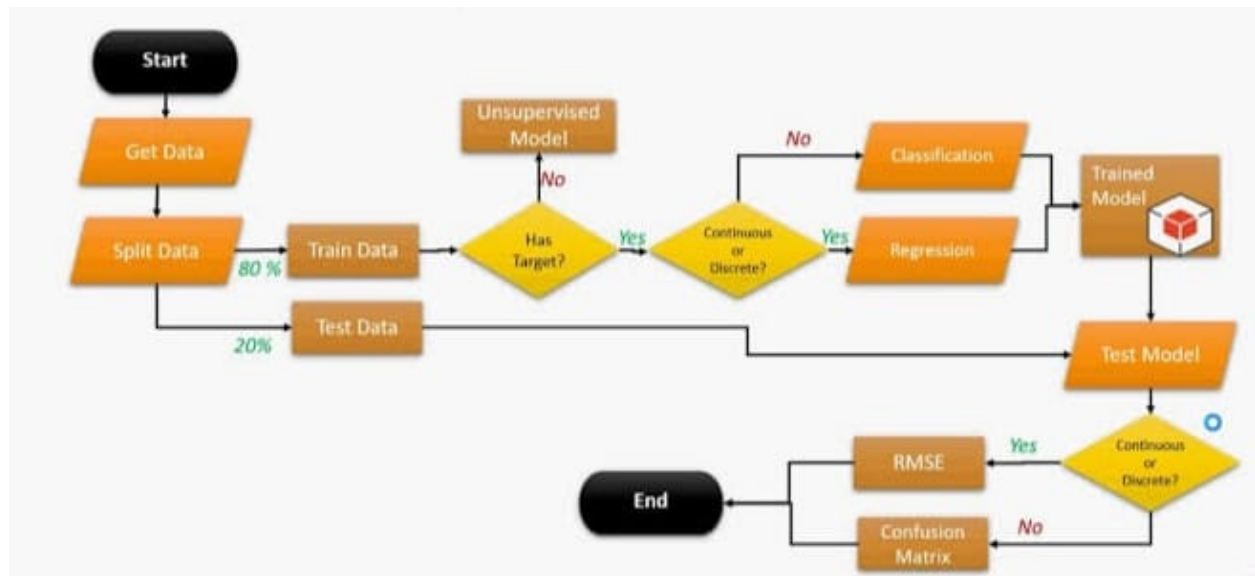 Start
Get Data
Split Data
80 %
Train Data
20%
Test Data
Has
Target?
No
Unsupervised
Model
Yes
Continuous
or
Discrete?
No
Classification
Yes
Regression
Trained
Model
Test Model
Continuous
or
Discrete?
Yes
RMSE
No
Confusion
Matrix
End